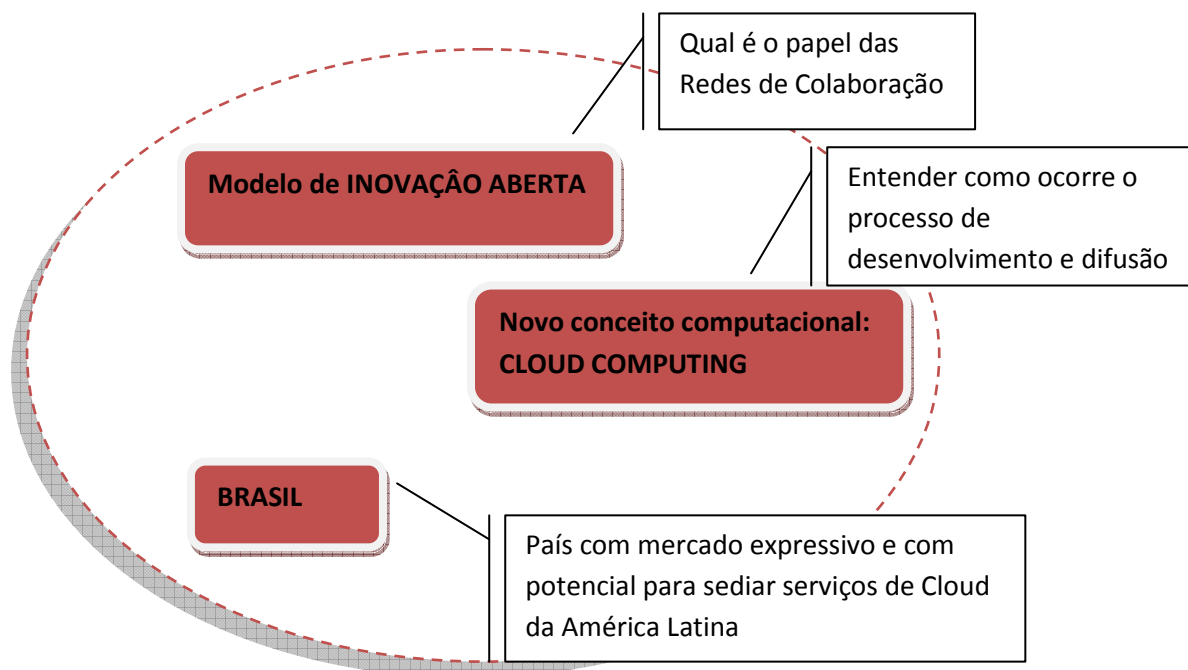 Qual é o papel das
Redes de Colaboração
Modelo de INOVAÇÂO ABERTA
Entender como ocorre o
processo de
desenvolvimento e difusão
Novo conceito computacional:
CLOUD COMPUTING
BRASIL
País com mercado expressivo e com
potencial para sediar serviços de Cloud
da América Latina